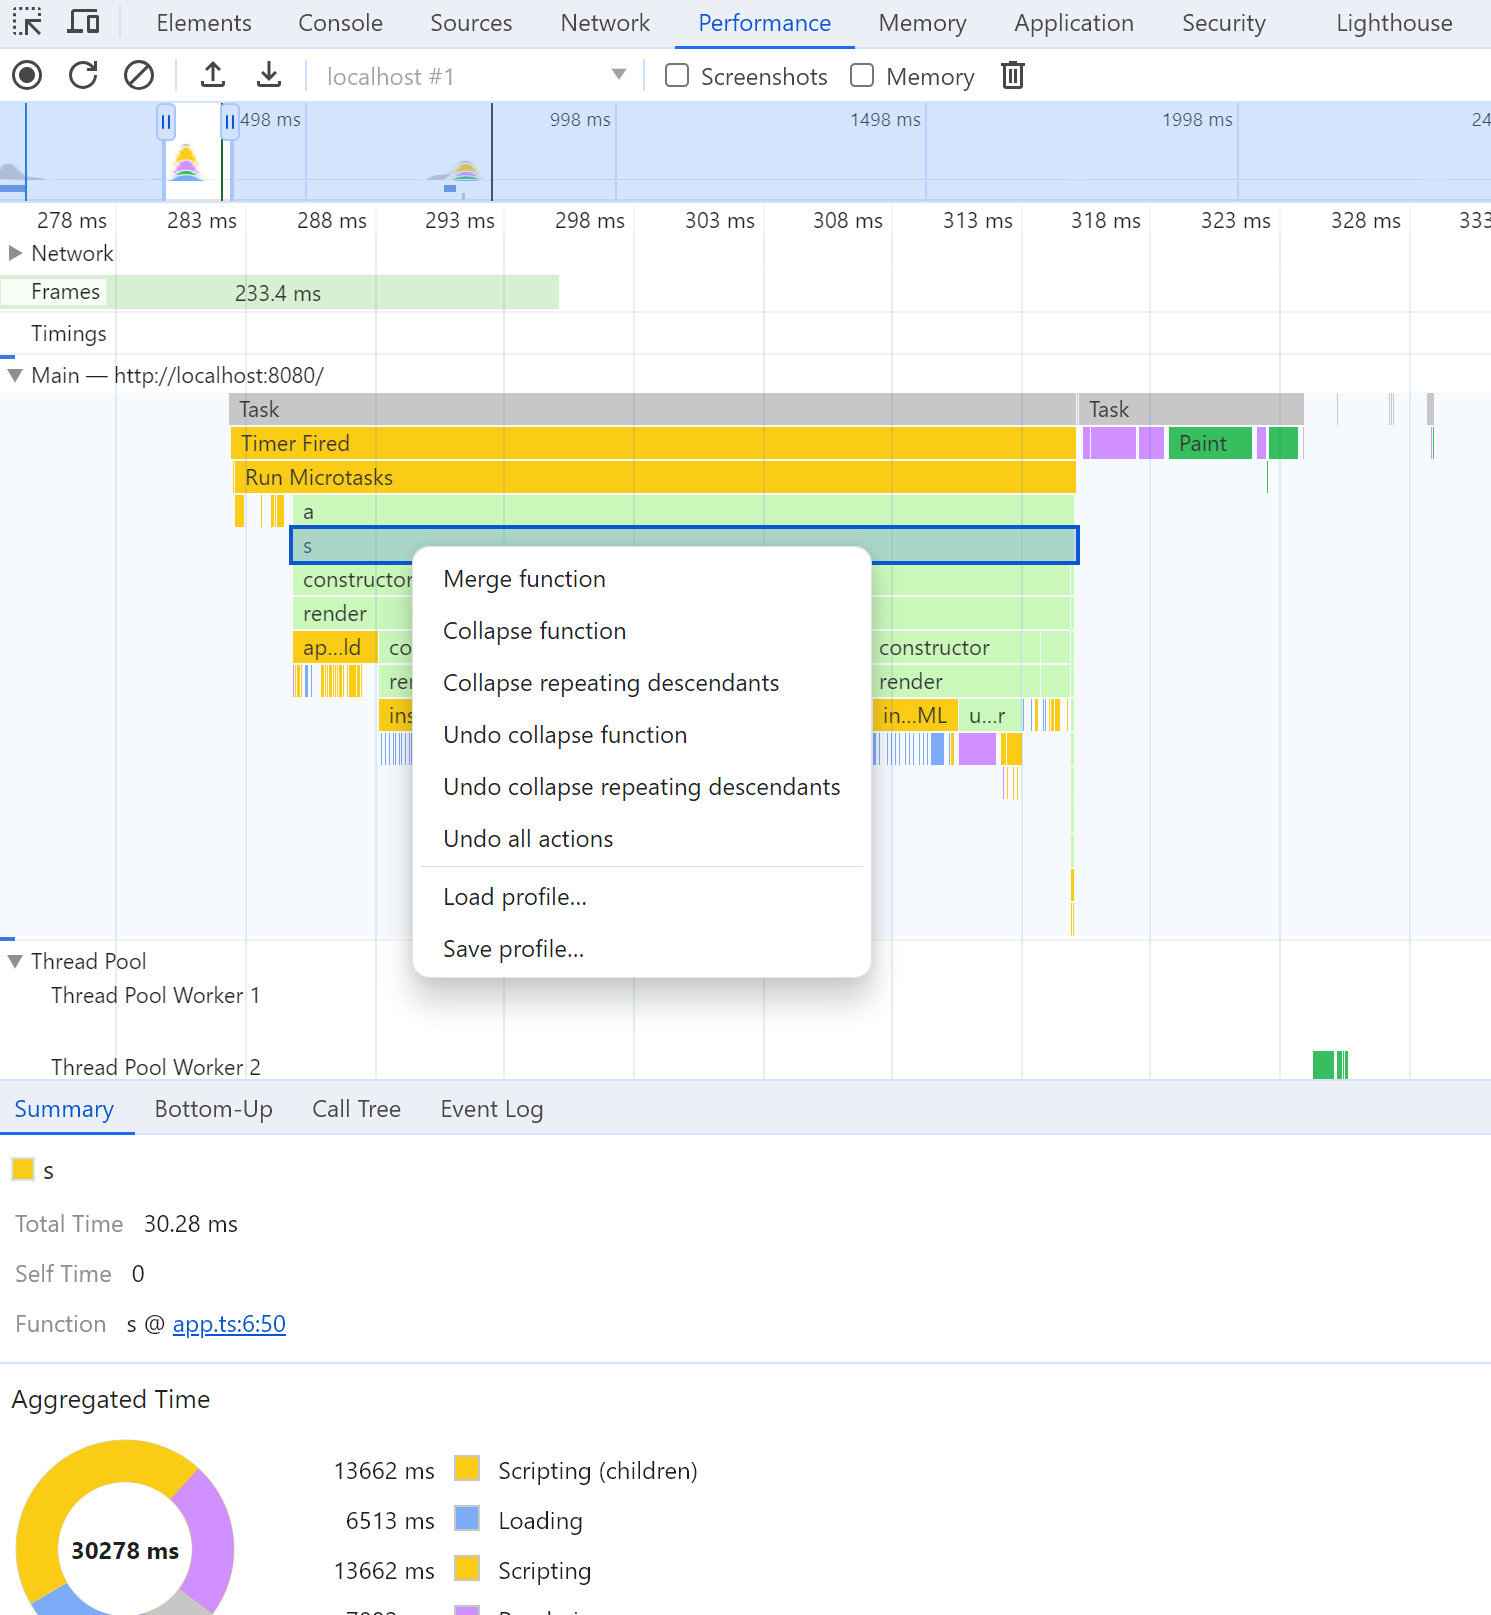 Elements Console Sources Network Performance Memory Application Security Lighthouse
localhost #1 Screenshots Memory
498 ms 998 ms 1498 ms 1998 ms 24
278 ms 283 ms 288 ms 293 ms 298 ms 303 ms 308 ms 313 ms 318 ms 323 ms 328 ms 333
Network
Frames 233.4 ms
Timings
Main — http://localhost:8080/
Task Task
Timer Fired Paint
Run Microtasks
a
s
constructor
render
ap...ld co constructor
rer render
ins in...ML u...r
Merge function
Collapse function
Collapse repeating descendants
Undo collapse function
Undo collapse repeating descendants
Undo all actions
Load profile...
Save profile...
Thread Pool
Thread Pool Worker 1
Thread Pool Worker 2
Summary Bottom-Up Call Tree Event Log
s
Total Time 30.28 ms
Self Time 0
Function s @ app.ts:6:50
Aggregated Time
30278 ms
13662 ms Scripting (children)
6513 ms Loading
13662 ms Scripting